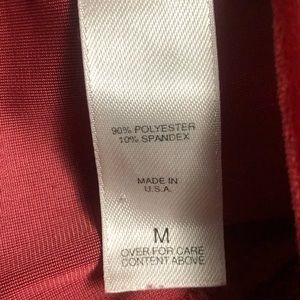 90% POLYESTER
10% SPANDEX
MADE IN
U.S.A.
M
OVER FOR CARE
CONTENT ABOVE